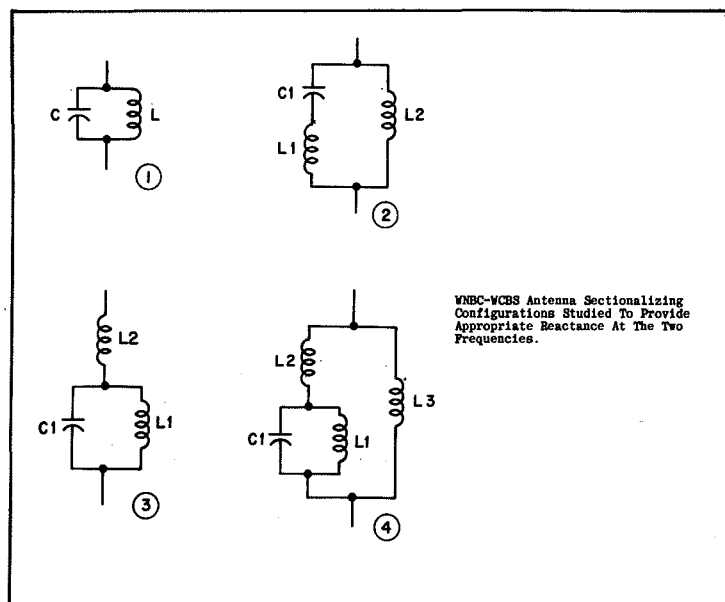 C
L
1
C1
L1
L2
2
L2
C1
L1
3
L2
C1
L1
L3
4
WNBC-WCBS Antenna Sectionalizing
Configurations Studied To Provide
Appropriate Reactance At The Two
Frequencies.